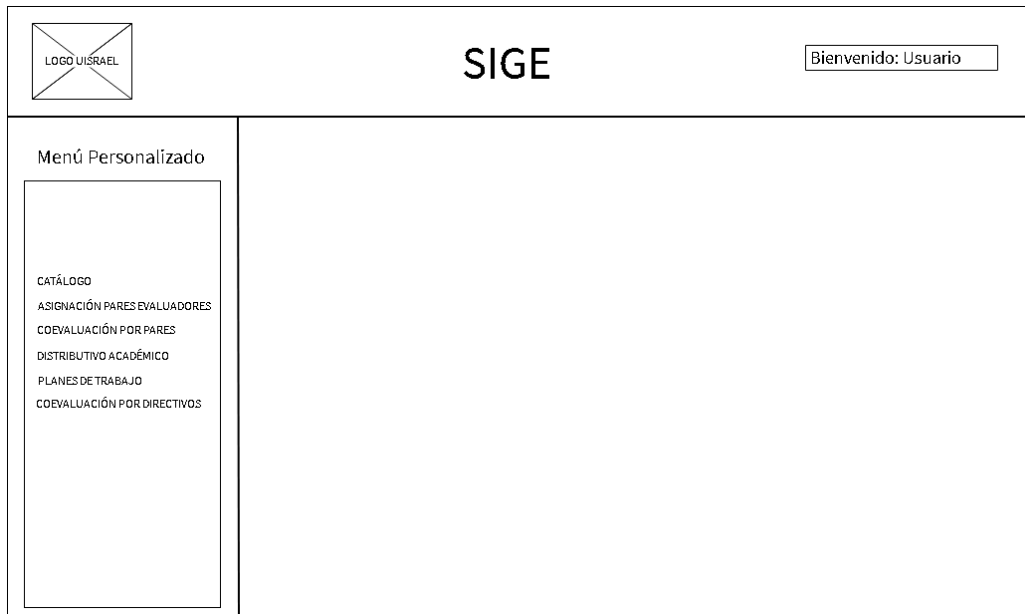 LOGO UISRAEL
SIGE
Bienvenido: Usuario
Menú Personalizado
CATÁLOGO
ASIGNACIÓN PARES EVALUADORES
COEVALUACIÓN POR PARES
DISTRIBUTIVO ACADÉMICO
PLANES DE TRABAJO
COEVALUACIÓN POR DIRECTIVOS